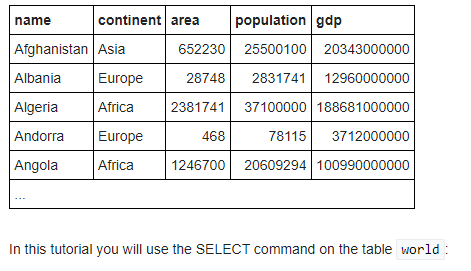 name continent area population gdp
Afghanistan Asia 652230 25500100 20343000000
Albania Europe 28748 2831741 12960000000
Algeria Africa 2381741 37100000 188681000000
Andorra Europe 468 78115 3712000000
Angola Africa 1246700 20609294 100990000000
...
In this tutorial you will use the SELECT command on the table world: